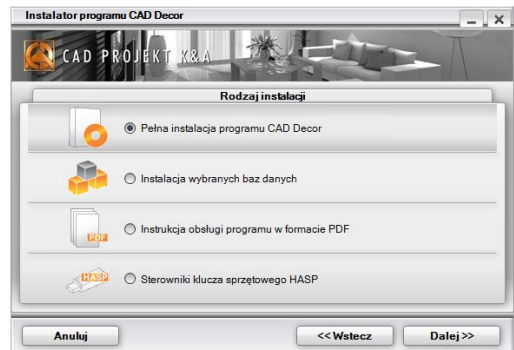 Instalator programu CAD Decor
CAD PROJEKT K&A
Rodzaj instalacji
Pełna instalacja programu CAD Decor
Instalacja wybranych baz danych
PDF
Instrukcja obsługi programu w formacie PDF
HASP
Sterowniki klucza sprzętowego HASP
Anuluj
<< Wstecz
Dalej >>